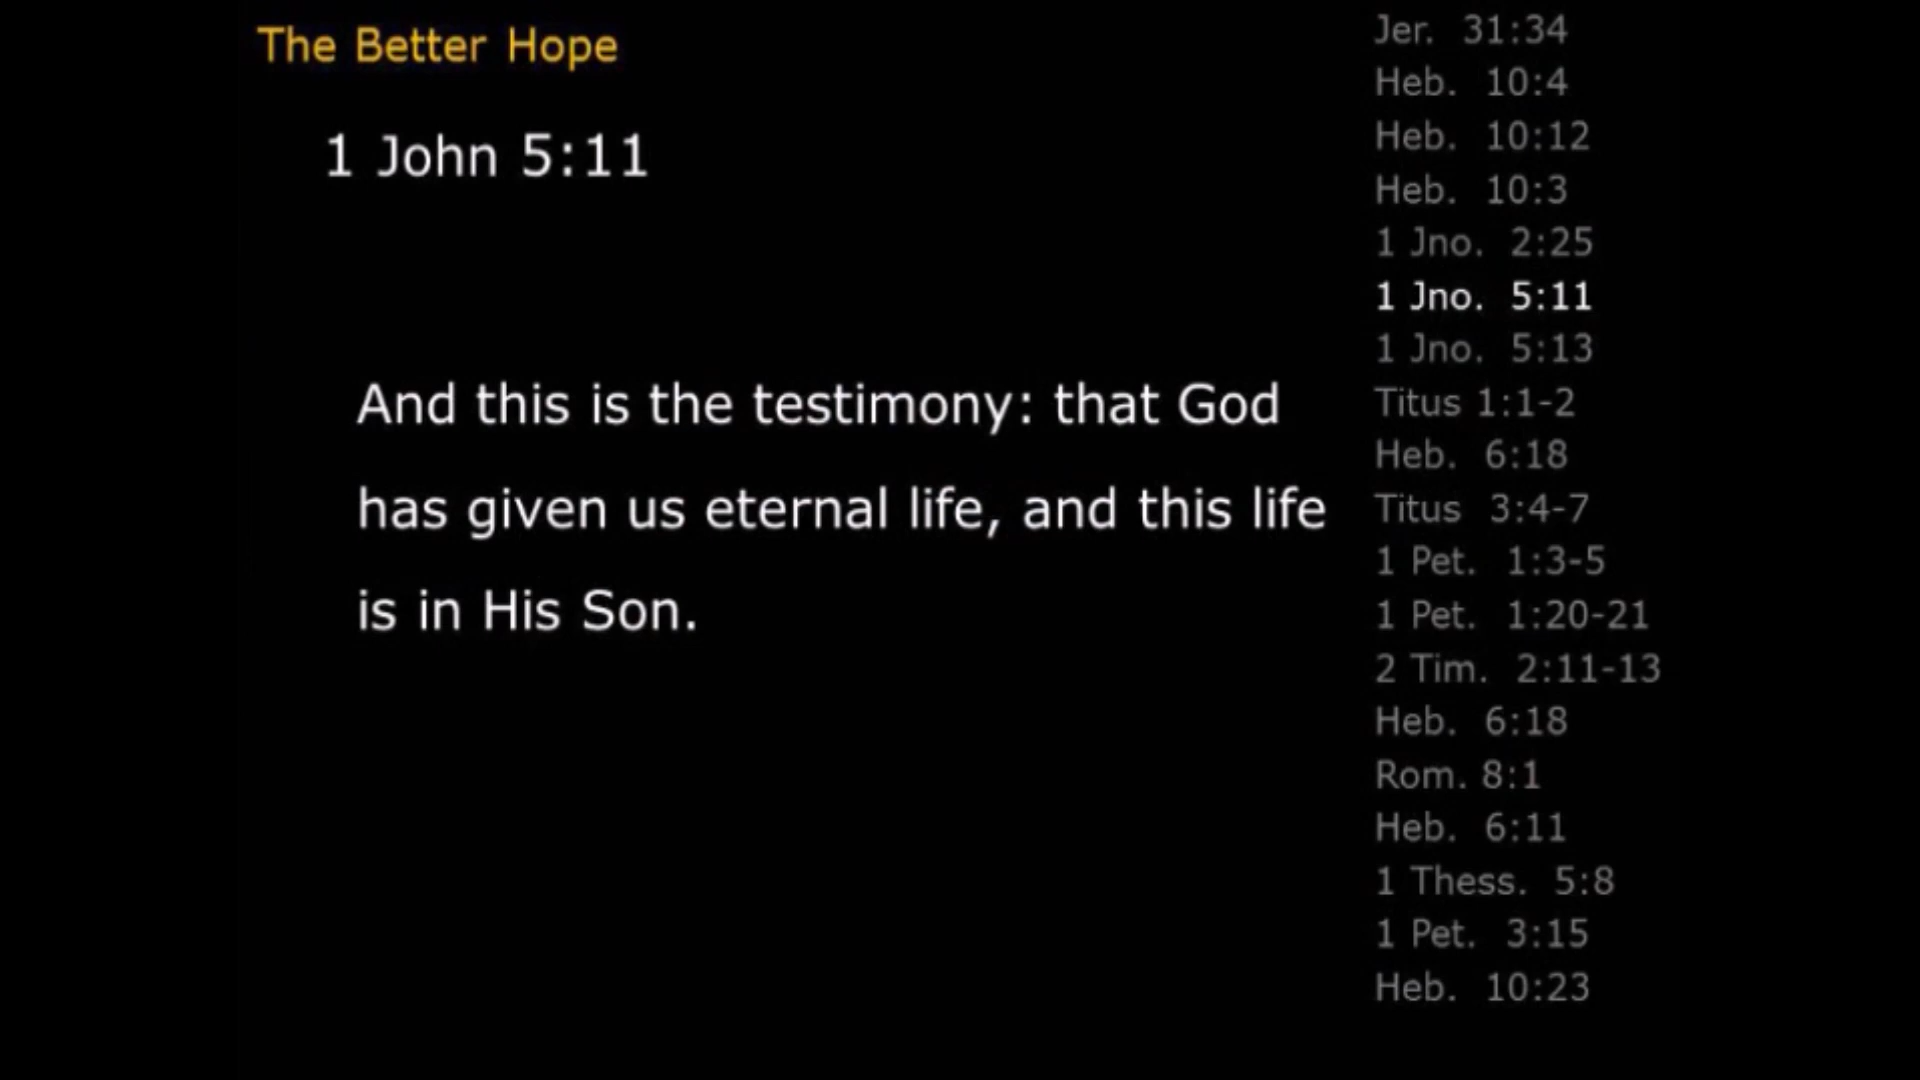 The Better Hope
1 John 5:11
And this is the testimony: that God
has given us eternal life, and this life
is in His Son.
Jer. 31:34
Heb. 10:4
Heb. 10:12
Heb. 10:3
1 Jno. 2:25
1 Jno. 5:11
1 Jno. 5:13
Titus 1:1-2
Heb. 6:18
Titus 3:4-7
1 Pet. 1:3-5
1 Pet. 1:20-21
2 Tim. 2:11-13
Heb. 6:18
Rom. 8:1
Heb. 6:11
1 Thess. 5:8
1 Pet. 3:15
Heb. 10:23